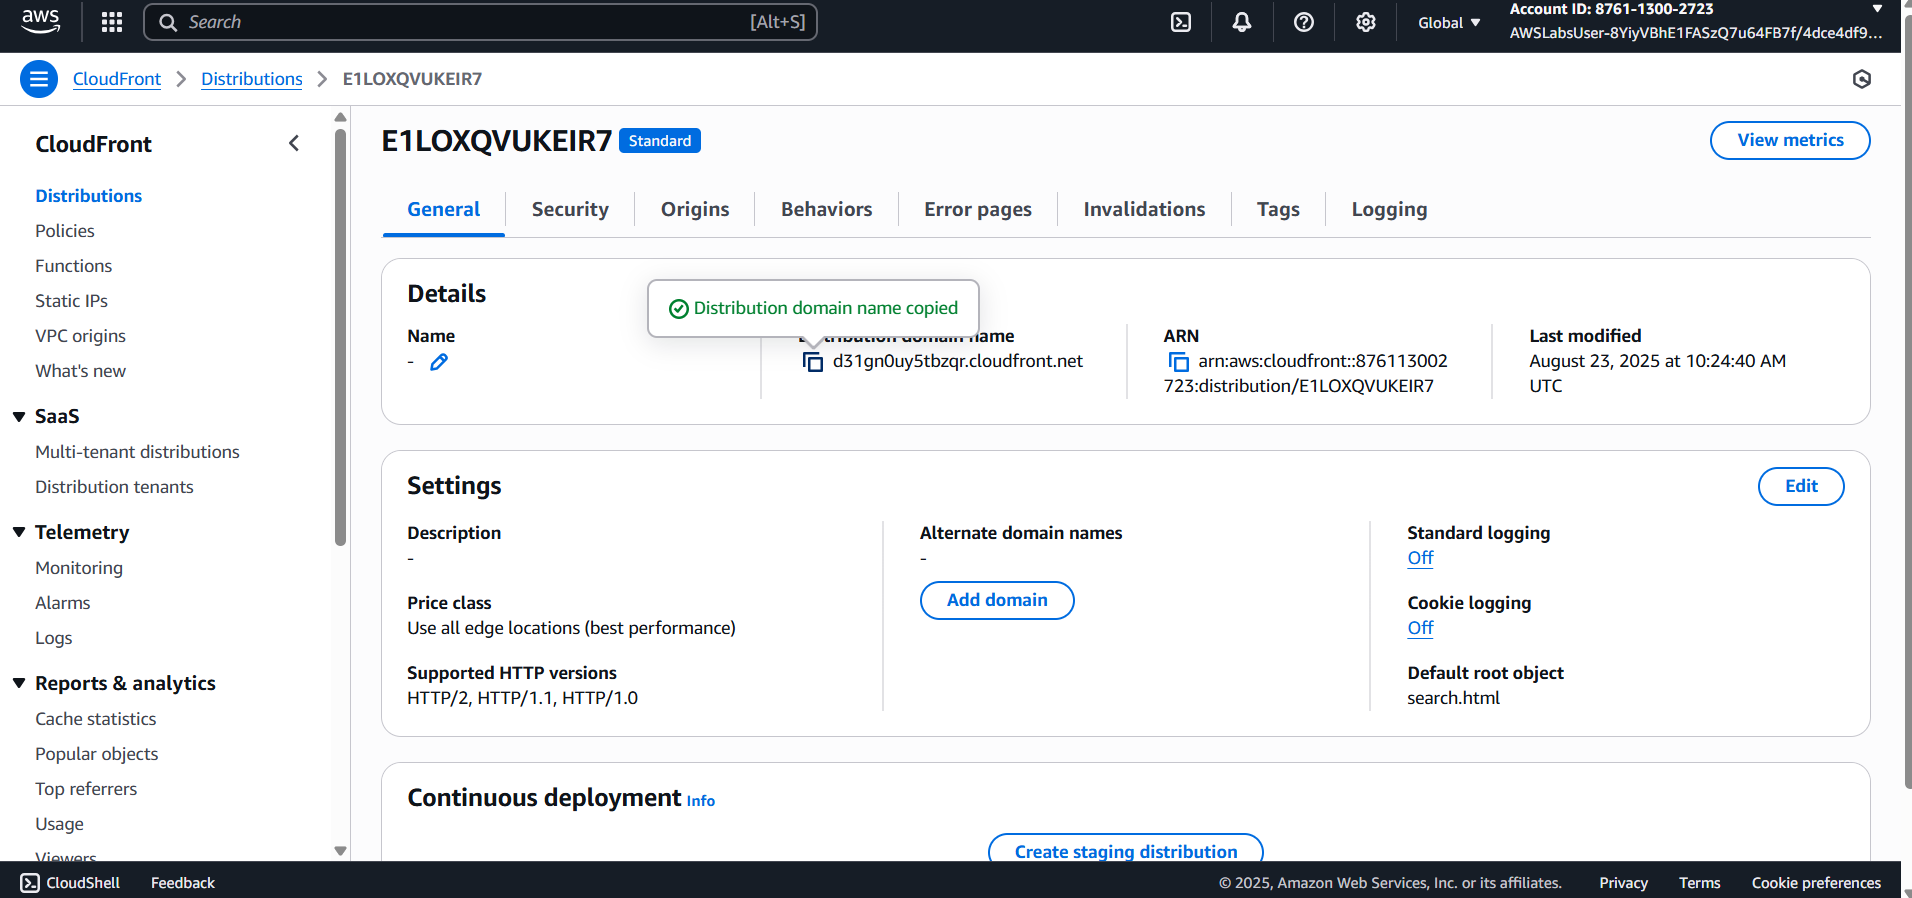 aws
Search
[Alt+S]
Global
Account ID: 8761-1300-2723
AWSLabsUser-8YiyVBhE1FASzQ7u64FB7f/4dce4df9...
CloudFront
Distributions
E1LOXQVUKEIR7
CloudFront
Distributions
Policies
Functions
Static IPs
VPC origins
What's new
SaaS
Multi-tenant distributions
Distribution tenants
Telemetry
Monitoring
Alarms
Logs
Reports & analytics
Cache statistics
Popular objects
Top referrers
Usage
Viewers
E1LOXQVUKEIR7
Standard
View metrics
General
Security
Origins
Behaviors
Error pages
Invalidations
Tags
Logging
Details
Distribution domain name copied
Name
-
Distribution domain name
d31gn0uy5tbzqr.cloudfront.net
ARN
arn:aws:cloudfront::876113002
723:distribution/E1LOXQVUKEIR7
Last modified
August 23, 2025 at 10:24:40 AM
UTC
Settings
Edit
Description
-
Price class
Use all edge locations (best performance)
Supported HTTP versions
HTTP/2, HTTP/1.1, HTTP/1.0
Alternate domain names
-
Add domain
Standard logging
Off
Cookie logging
Off
Default root object
search.html
Continuous deployment Info
Create staging distribution
CloudShell
Feedback
© 2025, Amazon Web Services, Inc. or its affiliates.
Privacy
Terms
Cookie preferences